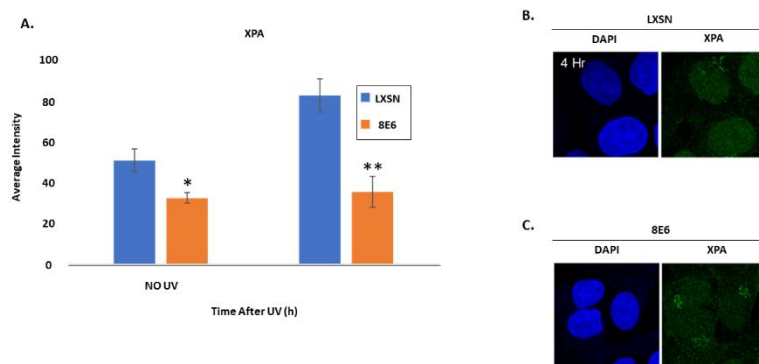 A.
XPA
100
80
60
40
20
0
Average Intensity
LXSN
8E6
*
**
NO UV
Time After UV (h)
B.
LXSN
DAPI XPA
4 Hr
C.
8E6
DAPI XPA